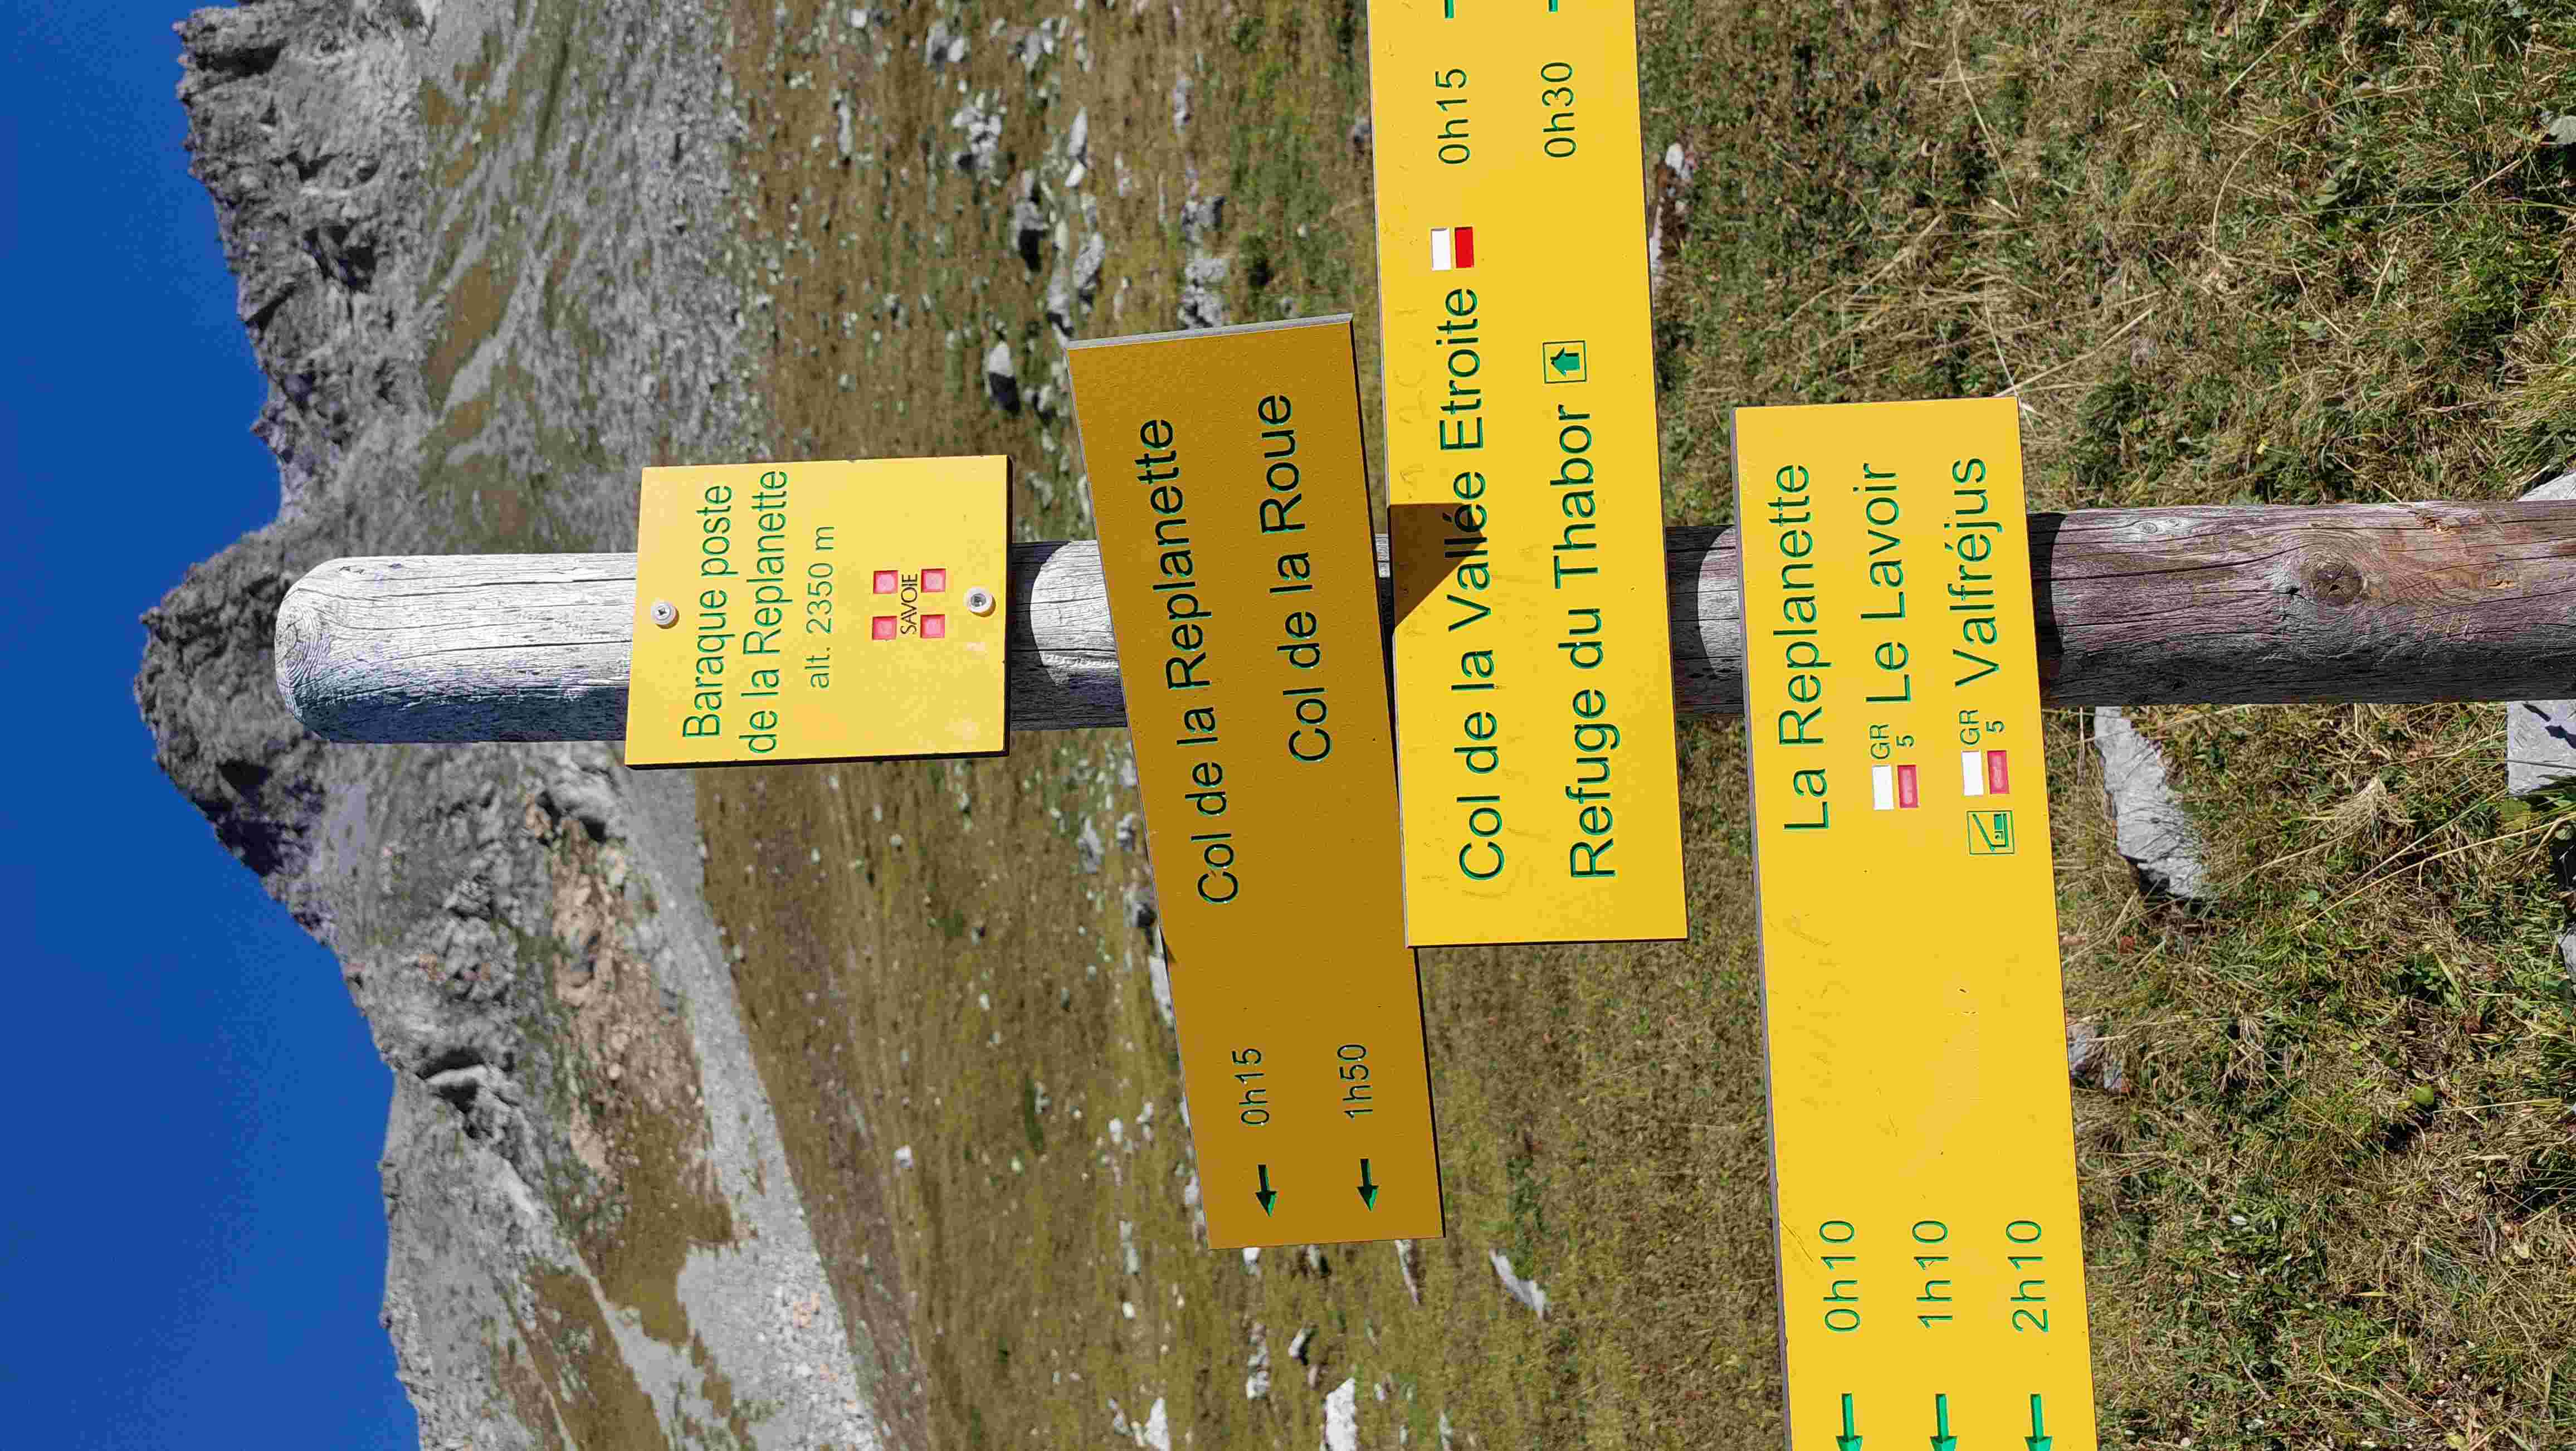 Baraque poste
de la Replanette
alt. 2350 m
SAVOIE
0h15 Col de la Replanette
1h50 Col de la Roue
Col de la Vallée Etroite 0h15
Refuge du Thabor 0h30
0h10 La Replanette
1h10 GR 5 Le Lavoir
2h10 GR 5 Valfréjus